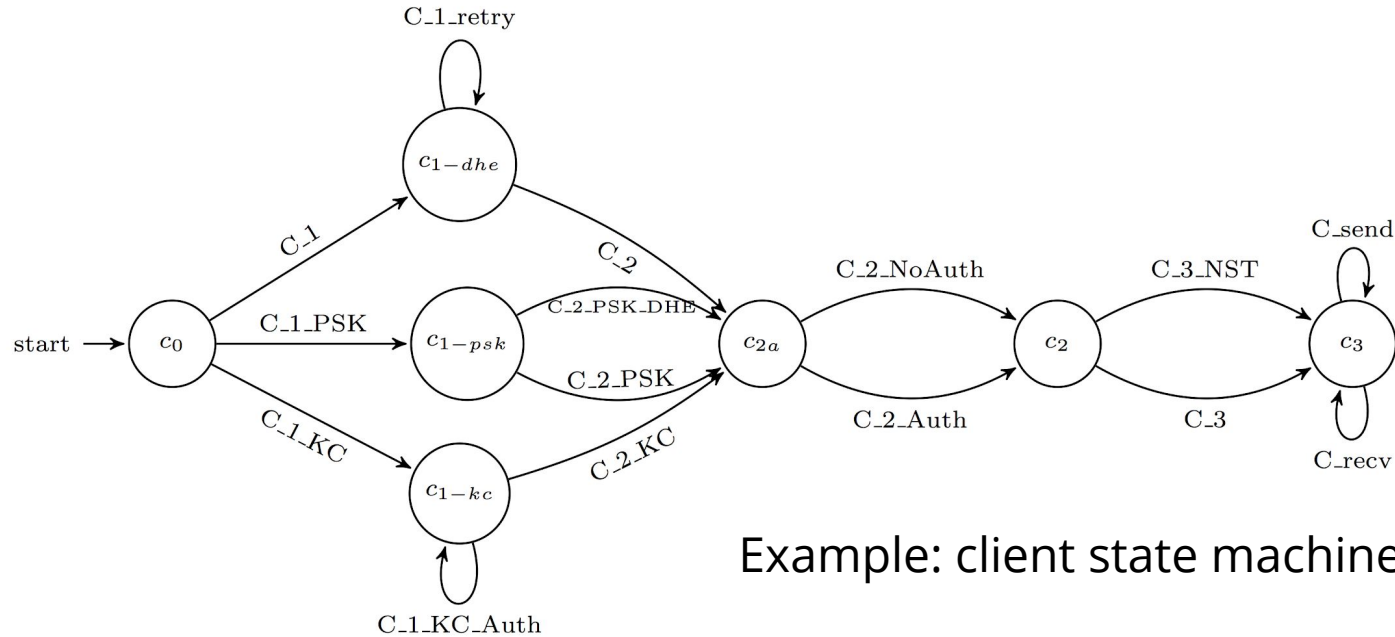 C_1_retry
c1−dhe
C_1
C_2
C_send
C_2_NoAuth
C_3_NST
C_1_PSK
C_2_PSK_DHE
start
c0
c1−psk
c2a
c2
c3
C_2_PSK
C_1_KC
C_2_KC
C_2_Auth
C_3
C_recv
c1−kc
Example: client state machine
C_1_KC_Auth